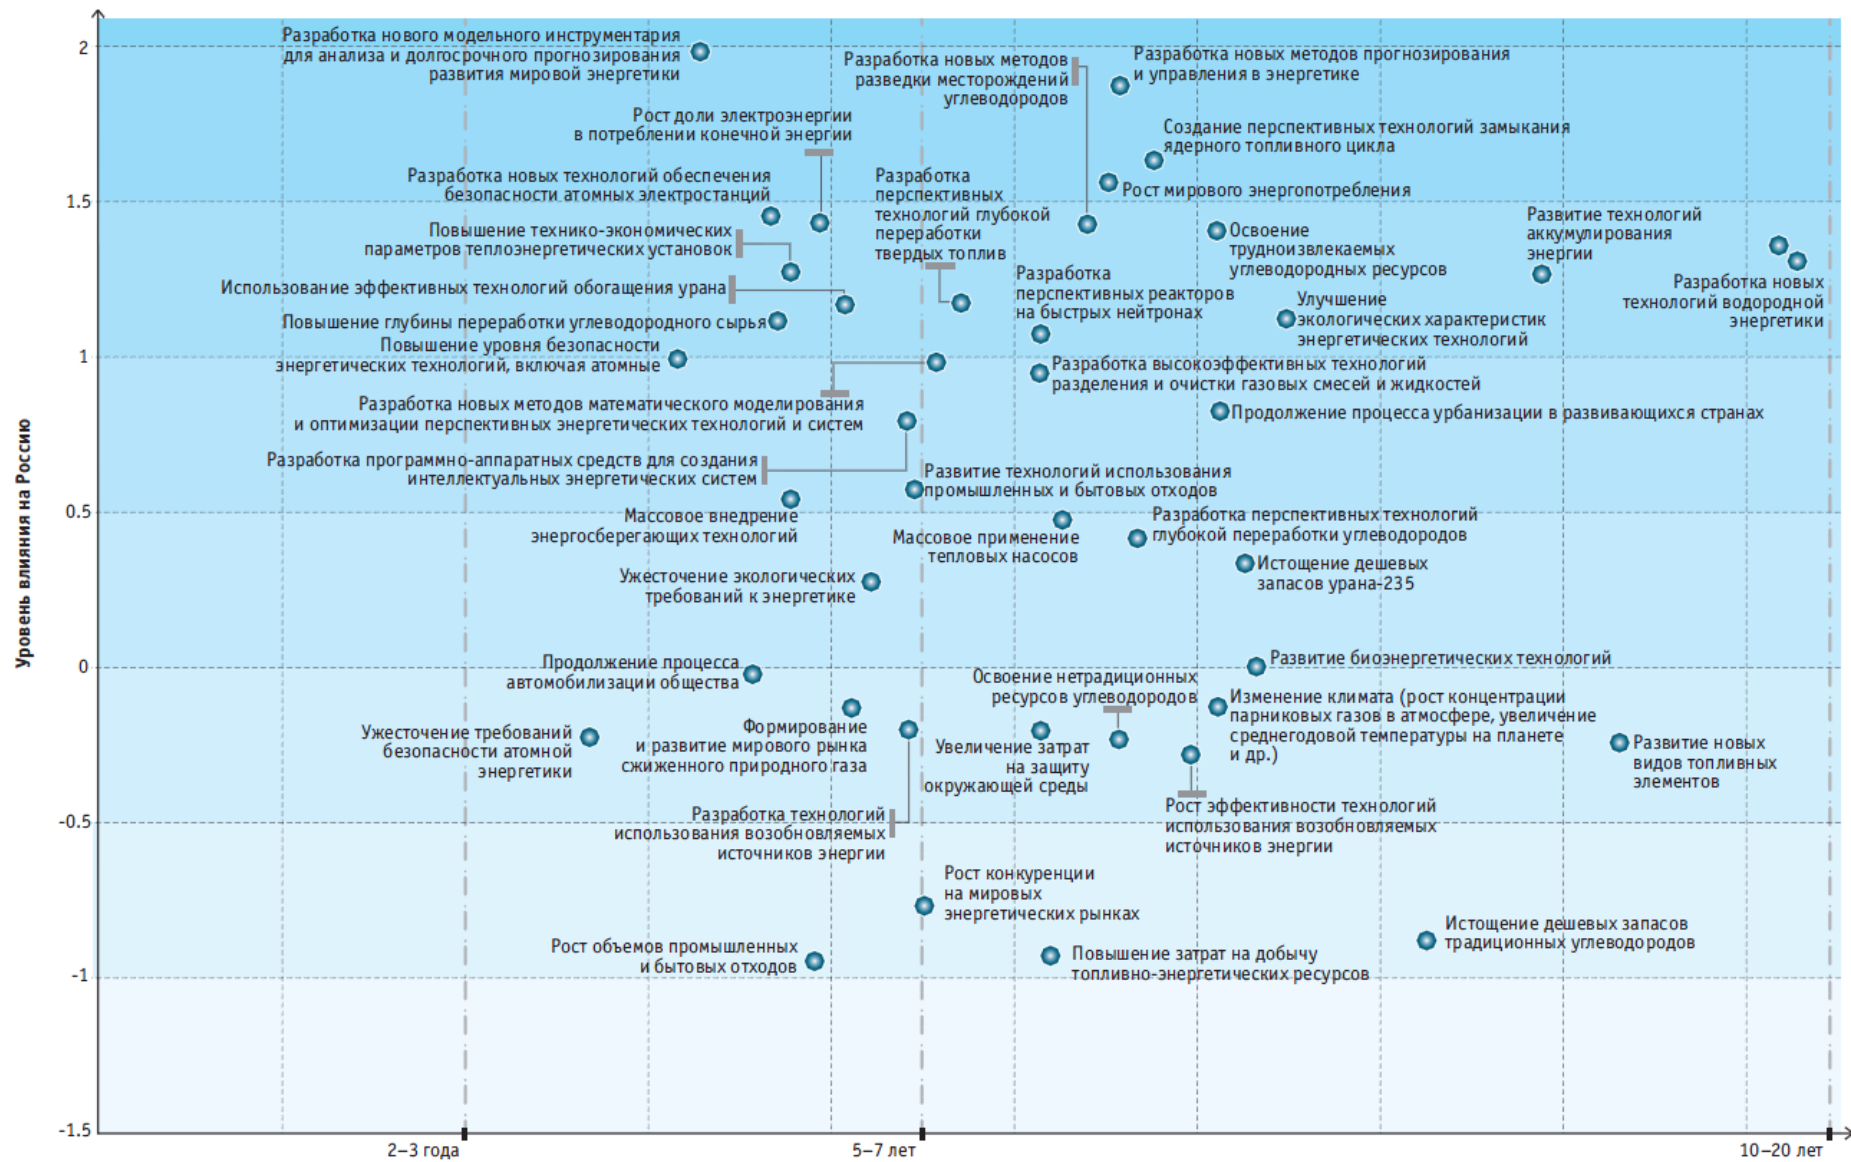 Разработка нового модельного инструментария
для анализа и долгосрочного прогнозирования
развития мировой энергетики
Разработка новых методов
разведки месторождений
углеводородов
Разработка новых методов прогнозирования
и управления в энергетике
Рост доли электроэнергии
в потреблении конечной энергии
Создание перспективных технологий замыкания
ядерного топливного цикла
Разработка новых технологий обеспечения
безопасности атомных электростанций
Разработка
перспективных
технологий глубокой
переработки
твердых топлив
Рост мирового энергопотребления
Повышение технико-экономических
параметров теплоэнергетических установок
Освоение
трудноизвлекаемых
углеводородных ресурсов
Развитие технологий
аккумулирования
энергии
Использование эффективных технологий обогащения урана
Разработка
перспективных реакторов
на быстрых нейтронах
Улучшение
экологических характеристик
энергетических технологий
Разработка новых
технологий водородной
энергетики
Повышение глубины переработки углеводородного сырья
Повышение уровня безопасности
энергетических технологий, включая атомные
Разработка высокоэффективных технологий
разделения и очистки газовых смесей и жидкостей
Разработка новых методов математического моделирования
и оптимизации перспективных энергетических технологий и систем
Продолжение процесса урбанизации в развивающихся странах
Разработка программно-аппаратных средств для создания
интеллектуальных энергетических систем
Развитие технологий использования
промышленных и бытовых отходов
Массовое внедрение
энергосберегающих технологий
Массовое применение
тепловых насосов
Разработка перспективных технологий
глубокой переработки углеводородов
Ужесточение экологических
требований к энергетике
Истощение дешевых
запасов урана-235
Продолжение процесса
автомобилизации общества
Развитие биоэнергетических технологий
Освоение нетрадиционных
ресурсов углеводородов
Изменение климата (рост концентрации
парниковых газов в атмосфере, увеличение
среднегодовой температуры на планете
и др.)
Ужесточение требований
безопасности атомной
энергетики
Формирование
и развитие мирового рынка
сжиженного природного газа
Увеличение затрат
на защиту
окружающей среды
Развитие новых
видов топливных
элементов
Разработка технологий
использования возобновляемых
источников энергии
Рост эффективности технологий
использования возобновляемых
источников энергии
Рост конкуренции
на мировых
энергетических рынках
Рост объемов промышленных
и бытовых отходов
Повышение затрат на добычу
топливно-энергетических ресурсов
Истощение дешевых запасов
традиционных углеводородов
Уровень влияния на Россию
2
1.5
1
0.5
0
-0.5
-1
-1.5
2–3 года
5–7 лет
10–20 лет